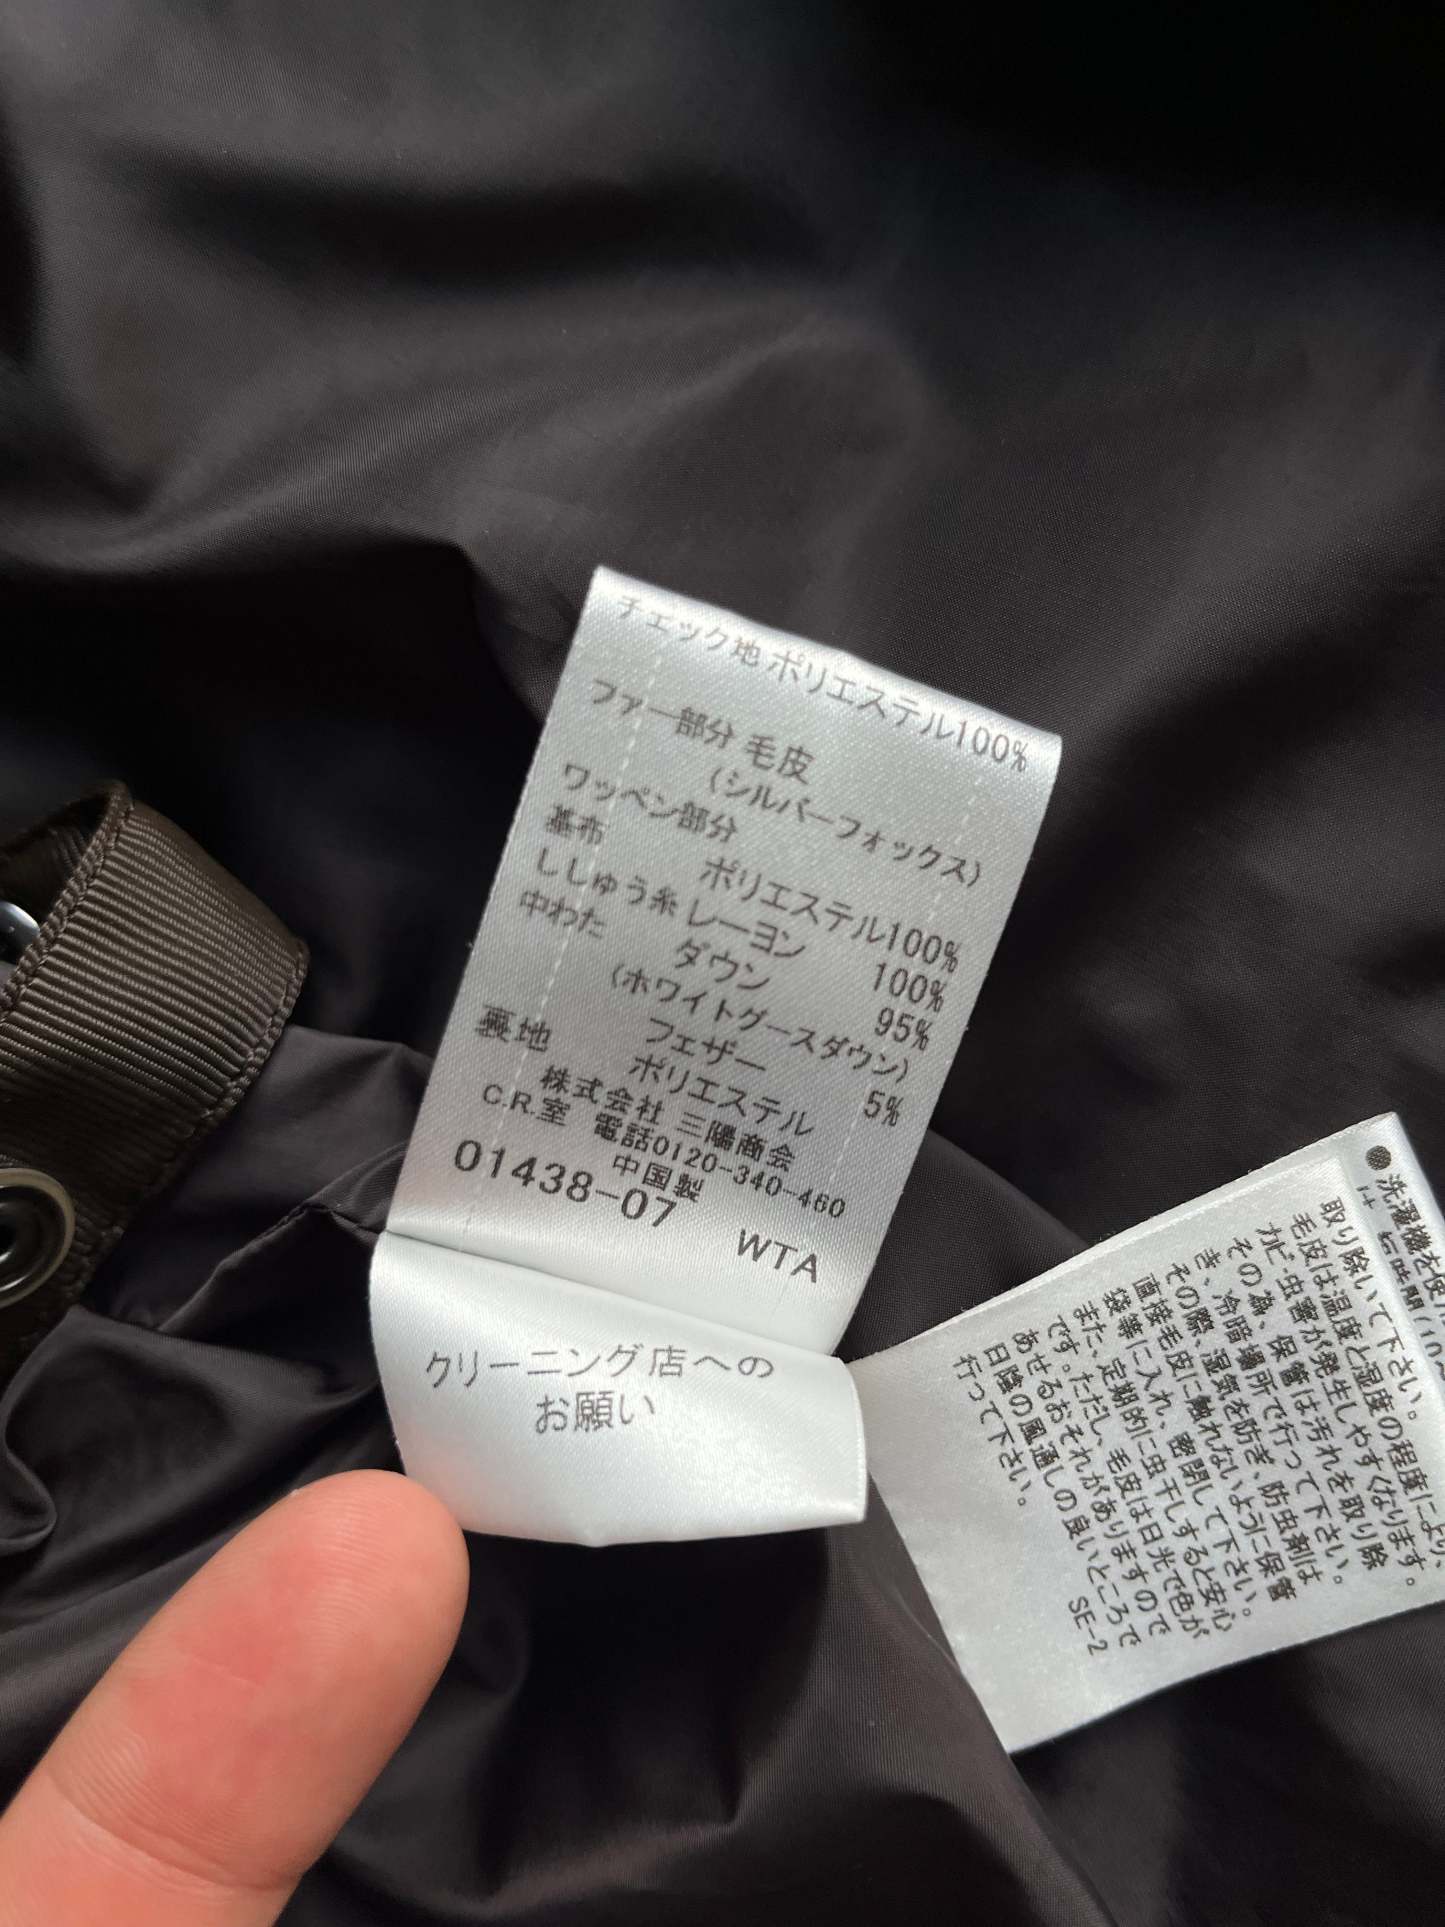 チェック地 ポリエステル100%
ファー部分 毛皮
(シルバーフォックス)
ワッペン部分
基布 ポリエステル100%
ししゅう糸 レーヨン 100%
中わた ダウン 95%
(ホワイトグースダウン)
フェザー 5%
裏地 ポリエステル
株式会社 三陽商会
C.R.室 電話0120-340-460
中国製
01438-07
WTA
クリーニング店への
お願い
●洗濯機を使
取り除いて下さい。
毛皮は温度と湿度の程度により、
カビ・虫害が発生しやすくなります。
その為、保管は汚れを取り除
き、冷暗場所で行って下さい。
その際、湿気を防ぎ、防虫剤は
直接毛皮に触れないように保管
袋等に入れ、密閉して下さい。
また、定期的に虫干しすると安心
です。ただし、毛皮は日光で色が
あせるおそれがありますので
日陰の風通しの良いところで
行って下さい。
SE-2